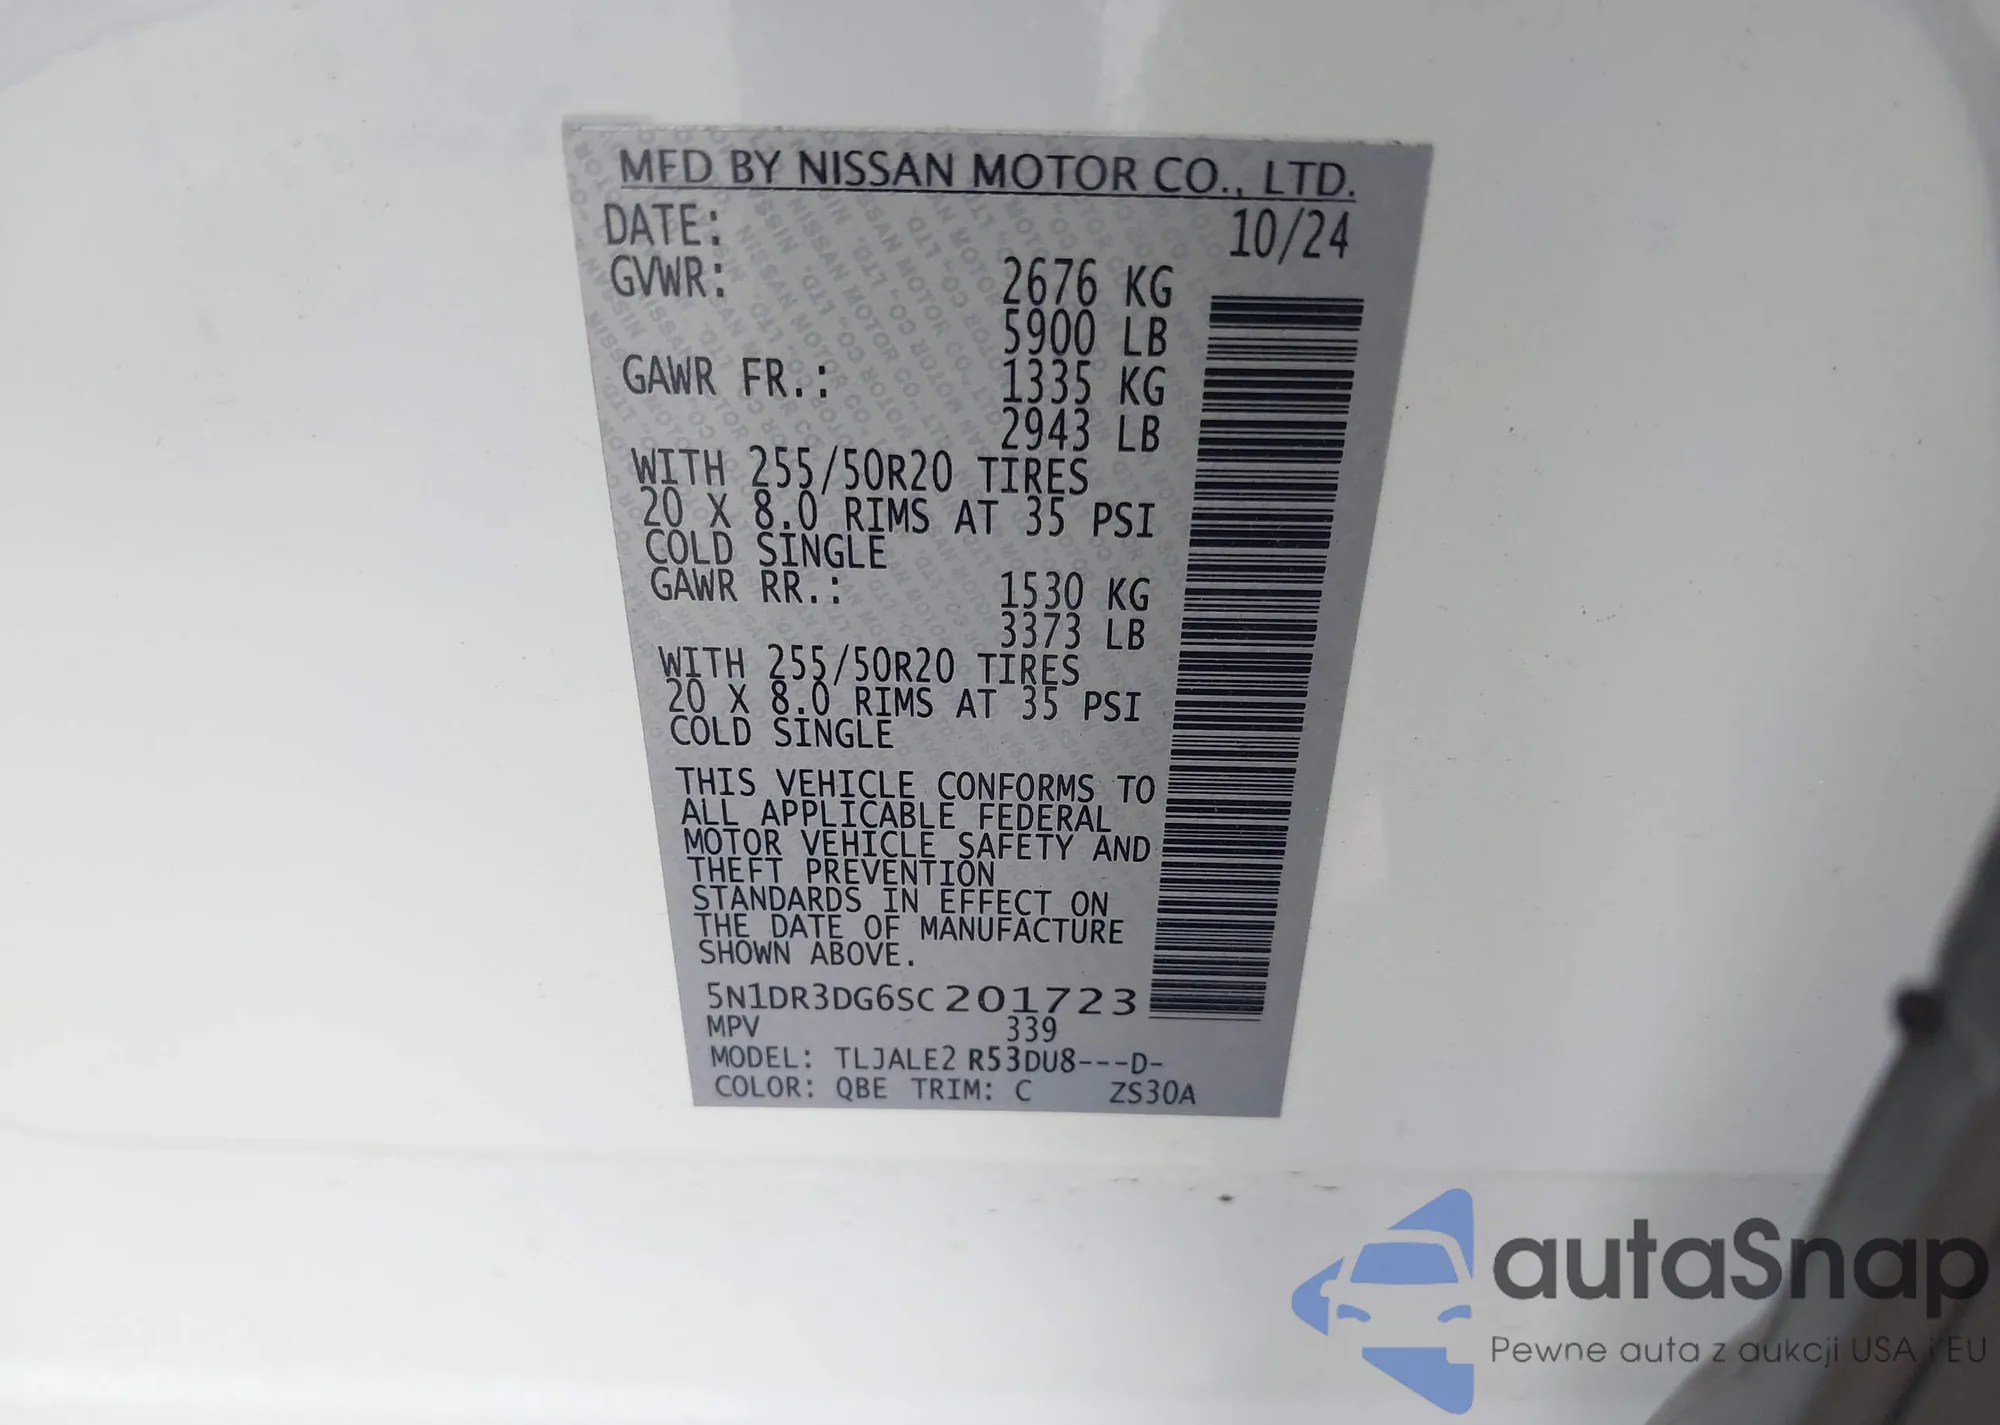 MFD BY NISSAN MOTOR CO., LTD.
DATE: 10/24
GVWR: 2676 KG
5900 LB
GAWR FR.: 1335 KG
2943 LB
WITH 255/50R20 TIRES
20 X 8.0 RIMS AT 35 PSI
COLD SINGLE
GAWR RR.: 1530 KG
3373 LB
WITH 255/50R20 TIRES
20 X 8.0 RIMS AT 35 PSI
COLD SINGLE
THIS VEHICLE CONFORMS TO
ALL APPLICABLE FEDERAL
MOTOR VEHICLE SAFETY AND
THEFT PREVENTION
STANDARDS IN EFFECT ON
THE DATE OF MANUFACTURE
SHOWN ABOVE.
5N1DR3DG6SC201723
MPV 339
MODEL: TLJALE2 R53DU8---D-
COLOR: QBE TRIM: C ZS30A
autaSnap
Pewne auta z aukcji USA i EU